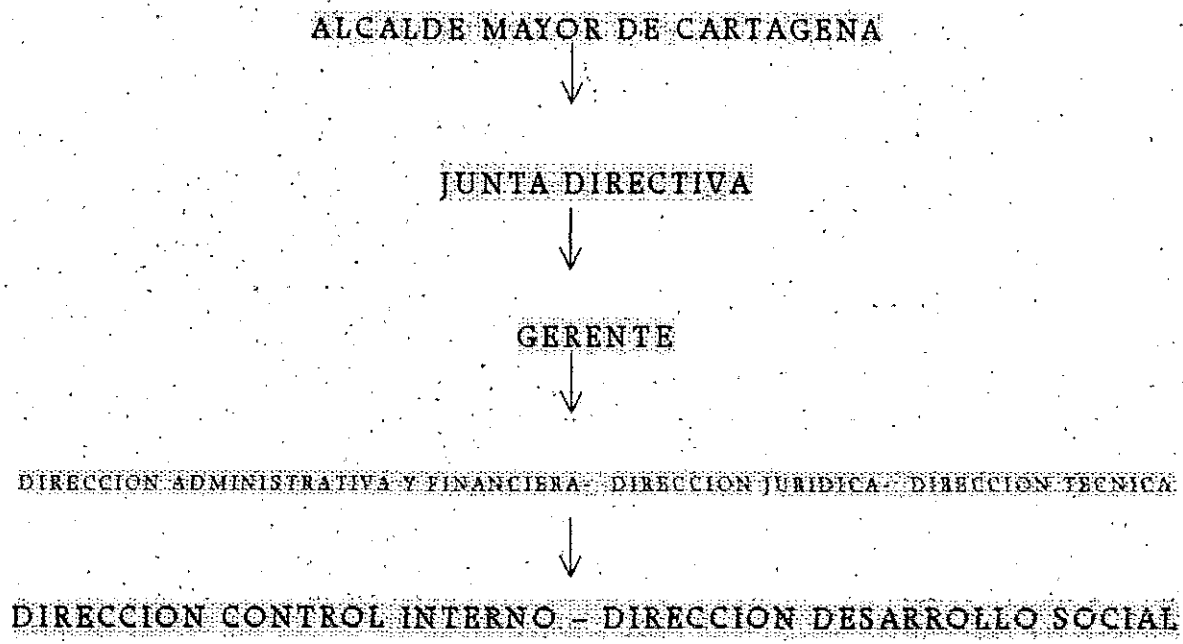 ALCALDE MAYOR DE CARTAGENA
JUNTA DIRECTIVA
GERENTE
DIRECCION ADMINISTRATIVA Y FINANCIERA- DIRECCION JURIDICA- DIRECCION TECNICA
DIRECCION CONTROL INTERNO – DIRECCION DESARROLLO SOCIAL